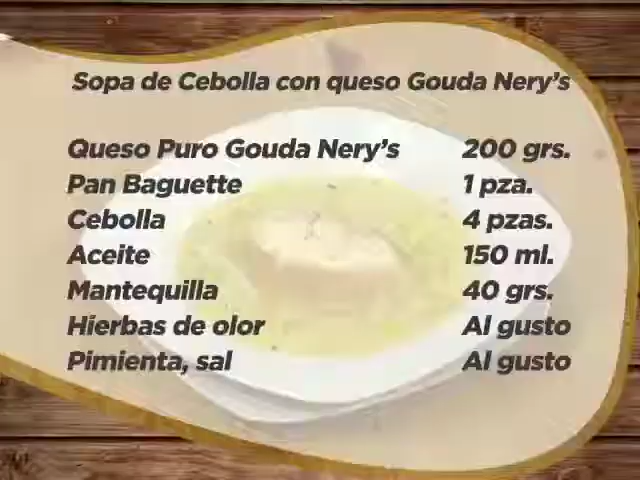 Sopa de Cebolla con queso Gouda Nery's
Queso Puro Gouda Nery's 200 grs.
Pan Baguette 1 pza.
Cebolla 4 pzas.
Aceite 150 ml.
Mantequilla 40 grs.
Hierbas de olor Al gusto
Pimienta, sal Al gusto